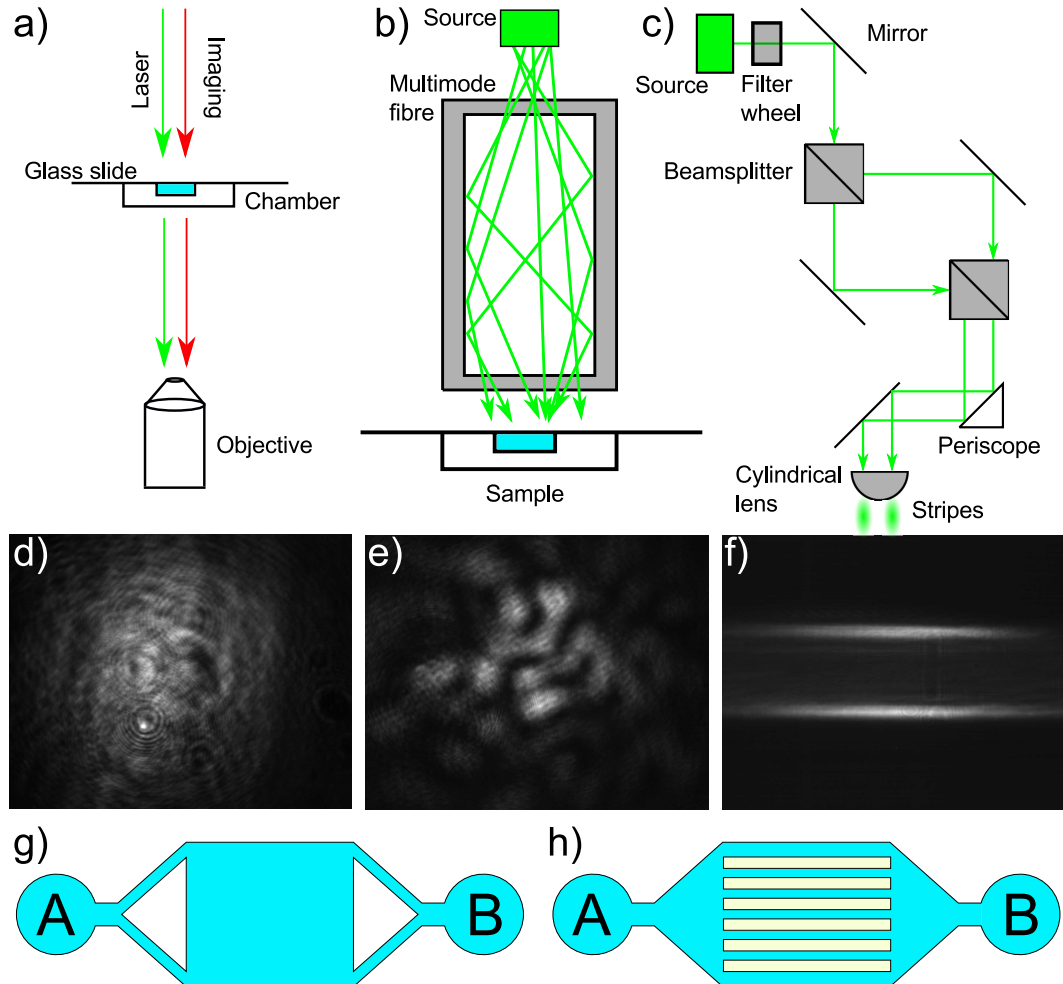 a)
Laser
Imaging
Glass slide
Chamber
Objective
b)
Source
Multimode
fibre
Sample
c)
Source
Filter
wheel
Mirror
Beamsplitter
Periscope
Cylindrical
lens
Stripes
d)
e)
f)
g)
A
B
h)
A
B